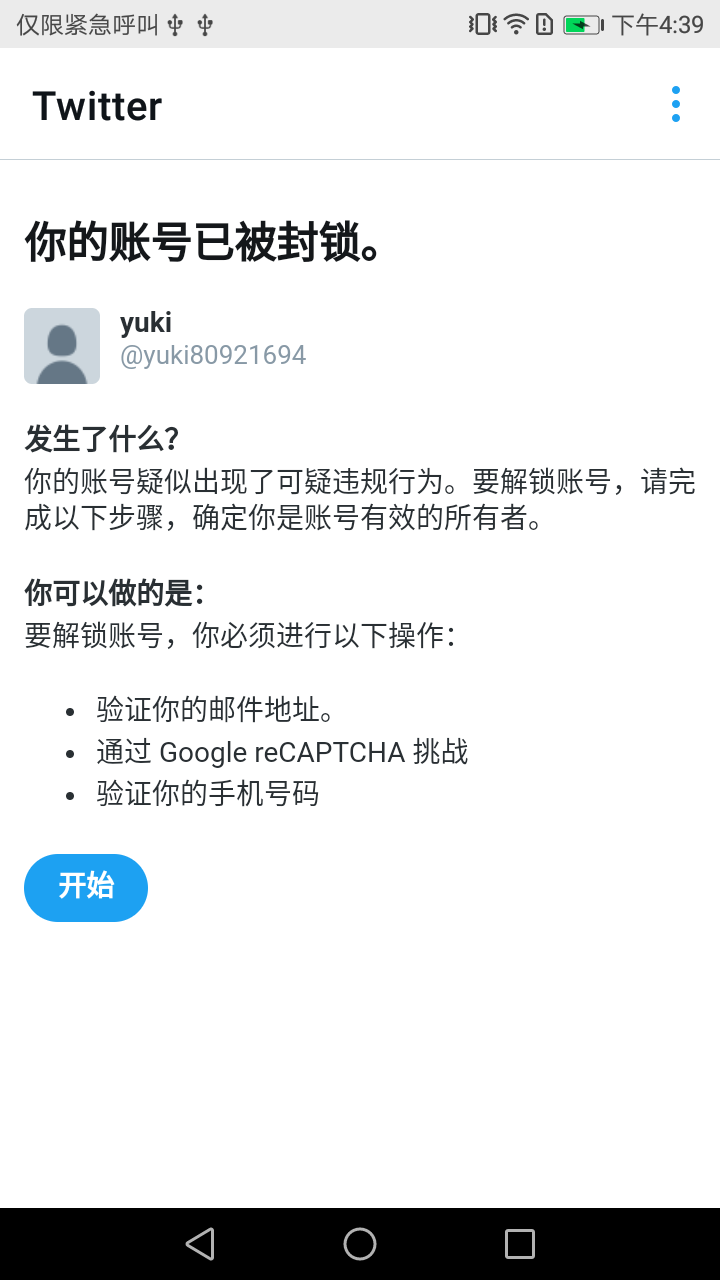 仅限紧急呼叫
下午4:39
Twitter
你的账号已被封锁。
yuki
@yuki80921694
发生了什么？
你的账号疑似出现了可疑违规行为。要解锁账号，请完
成以下步骤，确定你是账号有效的所有者。
你可以做的是：
要解锁账号，你必须进行以下操作：
• 验证你的邮件地址。
• 通过 Google reCAPTCHA 挑战
• 验证你的手机号码
开始